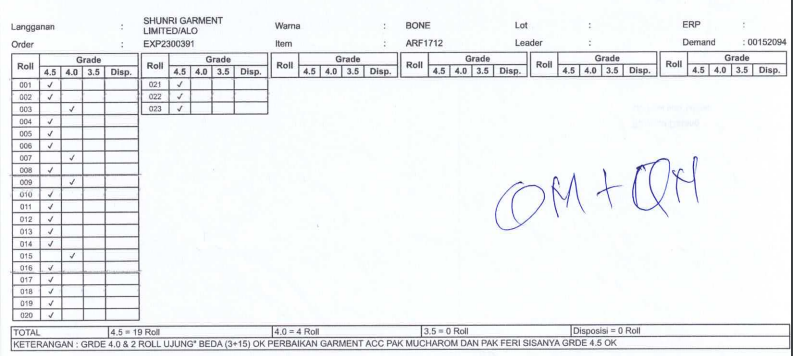 Langganan : SHUNRI GARMENT LIMITED/ALO Warna : BONE Lot : ERP :
Order : EXP2300391 Item : ARF1712 Leader : Demand : 00152094
Roll Grade Roll Grade Roll Grade Roll Grade Roll Grade Roll Grade
4.5 4.0 3.5 Disp. 4.5 4.0 3.5 Disp. 4.5 4.0 3.5 Disp. 4.5 4.0 3.5 Disp. 4.5 4.0 3.5 Disp. 4.5 4.0 3.5 Disp.
001 ✓ 021 ✓
002 ✓ 022 ✓
003 ✓ 023 ✓
004 ✓
005 ✓
006 ✓
007 ✓
008 ✓
009 ✓
010 ✓
011 ✓
012 ✓
013 ✓
014 ✓
015 ✓
016 ✓
017 ✓
018 ✓
019 ✓
020 ✓
OM + QM
TOTAL 4.5 = 19 Roll 4.0 = 4 Roll 3.5 = 0 Roll Disposisi = 0 Roll
KETERANGAN : GRDE 4.0 & 2 ROLL UJUNG" BEDA (3+15) OK PERBAIKAN GARMENT ACC PAK MUCHAROM DAN PAK FERI SISANYA GRDE 4.5 OK